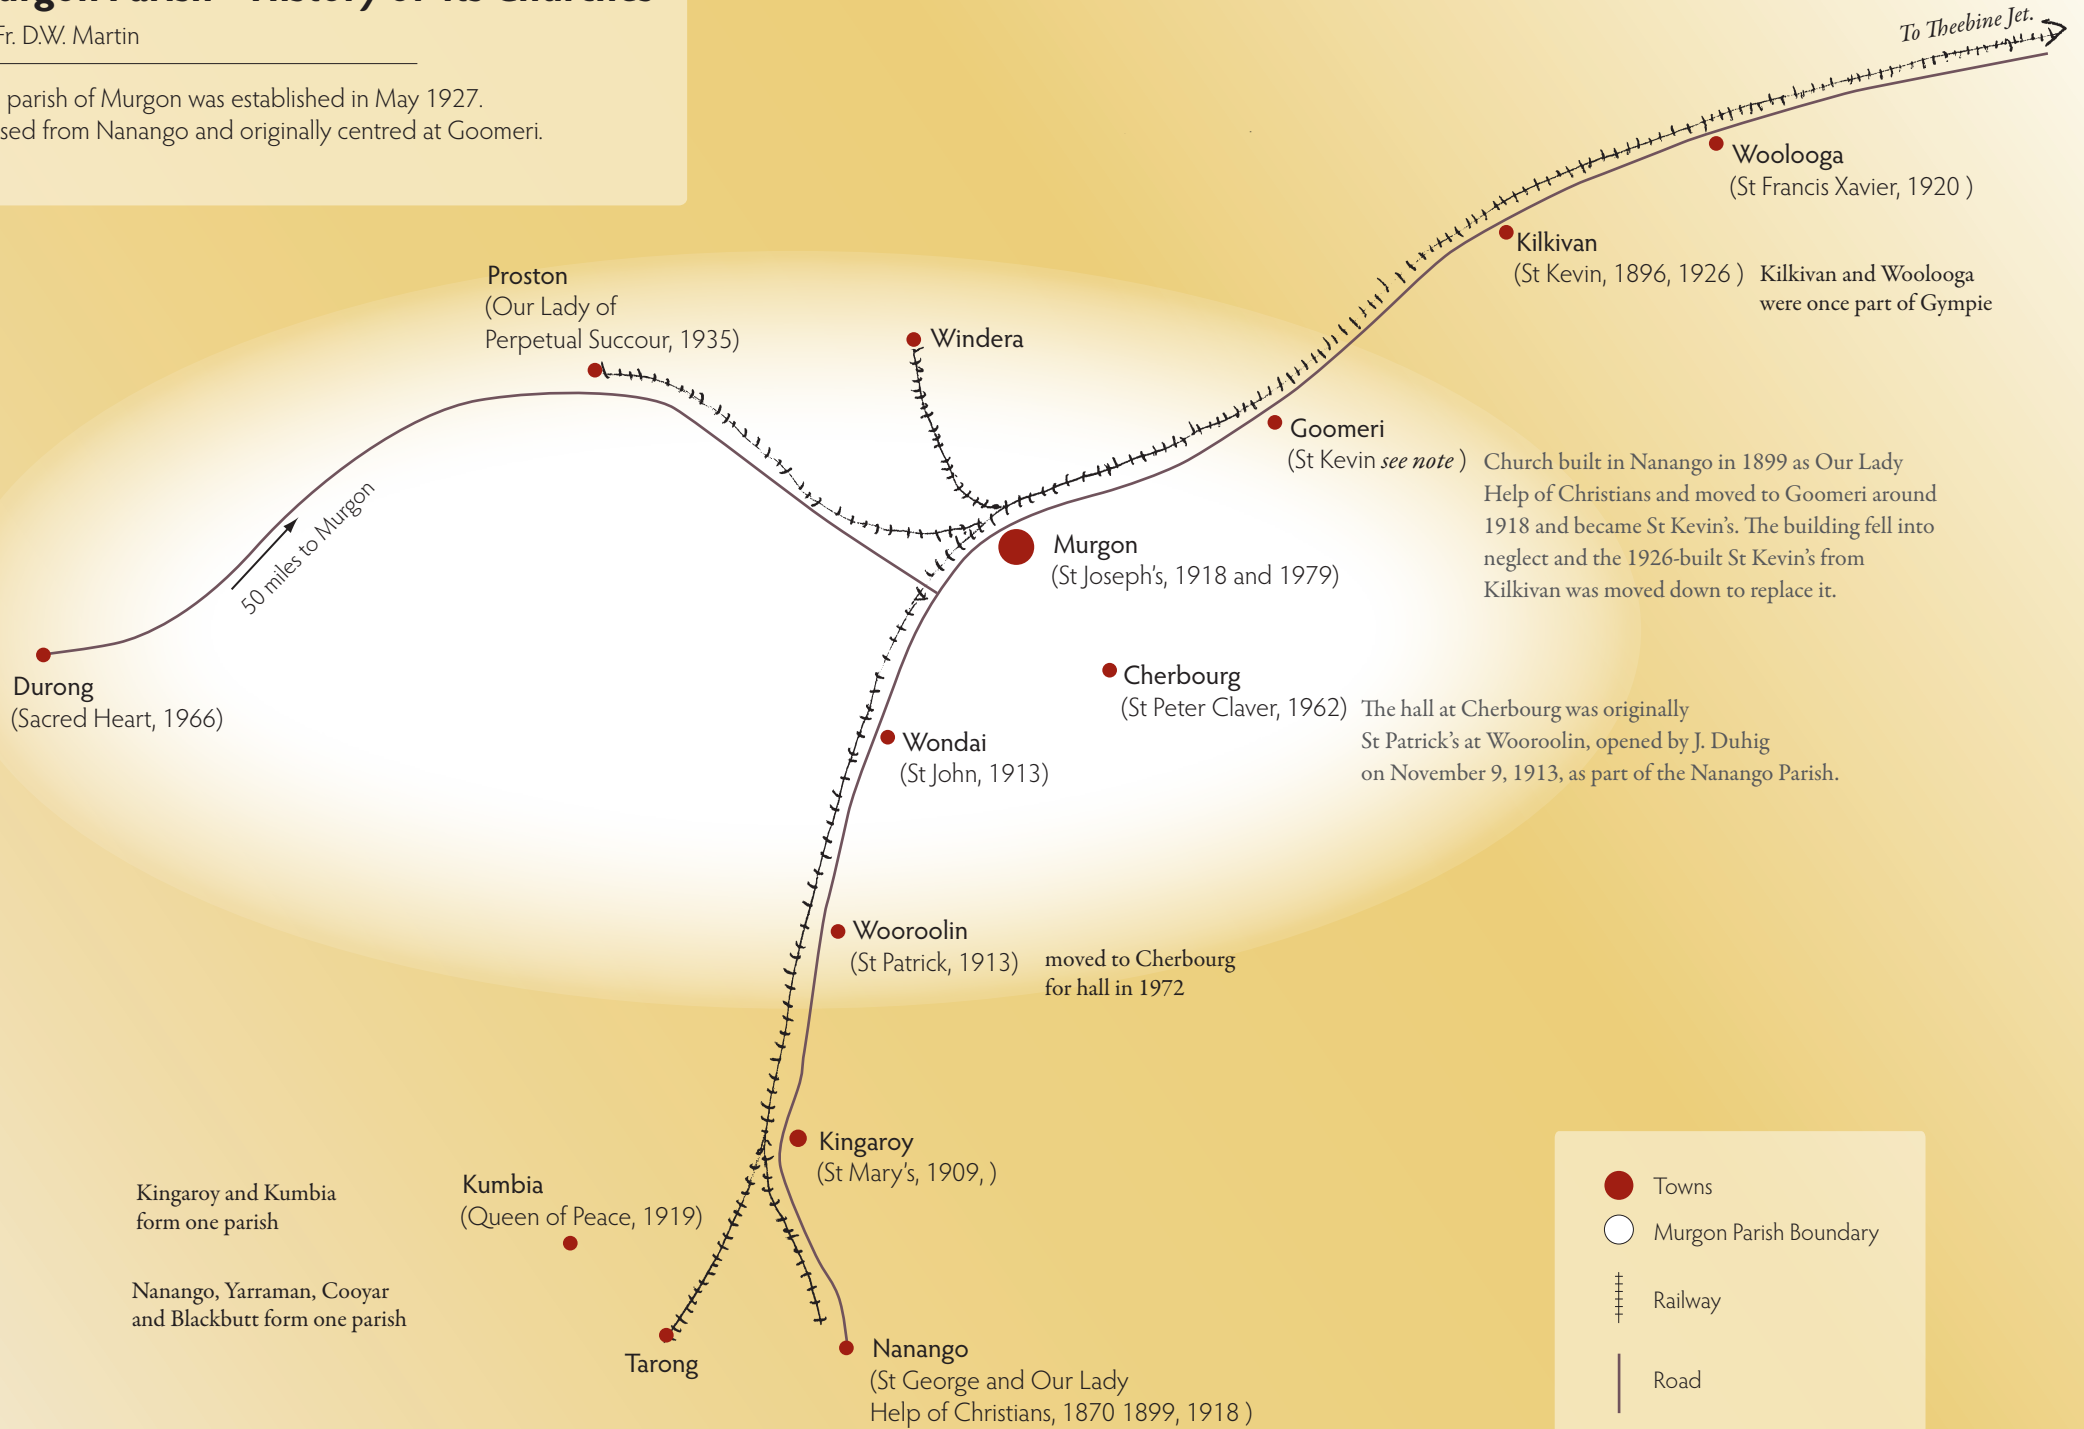 History of its Churches
Fr. D.W. Martin
parish of Murgon was established in May 1927.
sed from Nanango and originally centred at Goomeri.
To Theebine Jct.
Woolooga
(St Francis Xavier, 1920 )
Kilkivan
(St Kevin, 1896, 1926 )
Kilkivan and Woolooga
were once part of Gympie
Proston
(Our Lady of
Perpetual Succour, 1935)
Windera
Goomeri
(St Kevin see note )
Church built in Nanango in 1899 as Our Lady
Help of Christians and moved to Goomeri around
1918 and became St Kevin's. The building fell into
neglect and the 1926-built St Kevin's from
Kilkivan was moved down to replace it.
50 miles to Murgon
Murgon
(St Joseph's, 1918 and 1979)
Durong
(Sacred Heart, 1966)
Cherbourg
(St Peter Claver, 1962)
The hall at Cherbourg was originally
St Patrick's at Wooroolin, opened by J. Duhig
on November 9, 1913, as part of the Nanango Parish.
Wondai
(St John, 1913)
Wooroolin
(St Patrick, 1913)
moved to Cherbourg
for hall in 1972
Kingaroy
(St Mary's, 1909, )
Kumbia
(Queen of Peace, 1919)
Kingaroy and Kumbia
form one parish
Nanango, Yarraman, Cooyar
and Blackbutt form one parish
Tarong
Nanango
(St George and Our Lady
Help of Christians, 1870 1899, 1918 )
Towns
Murgon Parish Boundary
Railway
Road